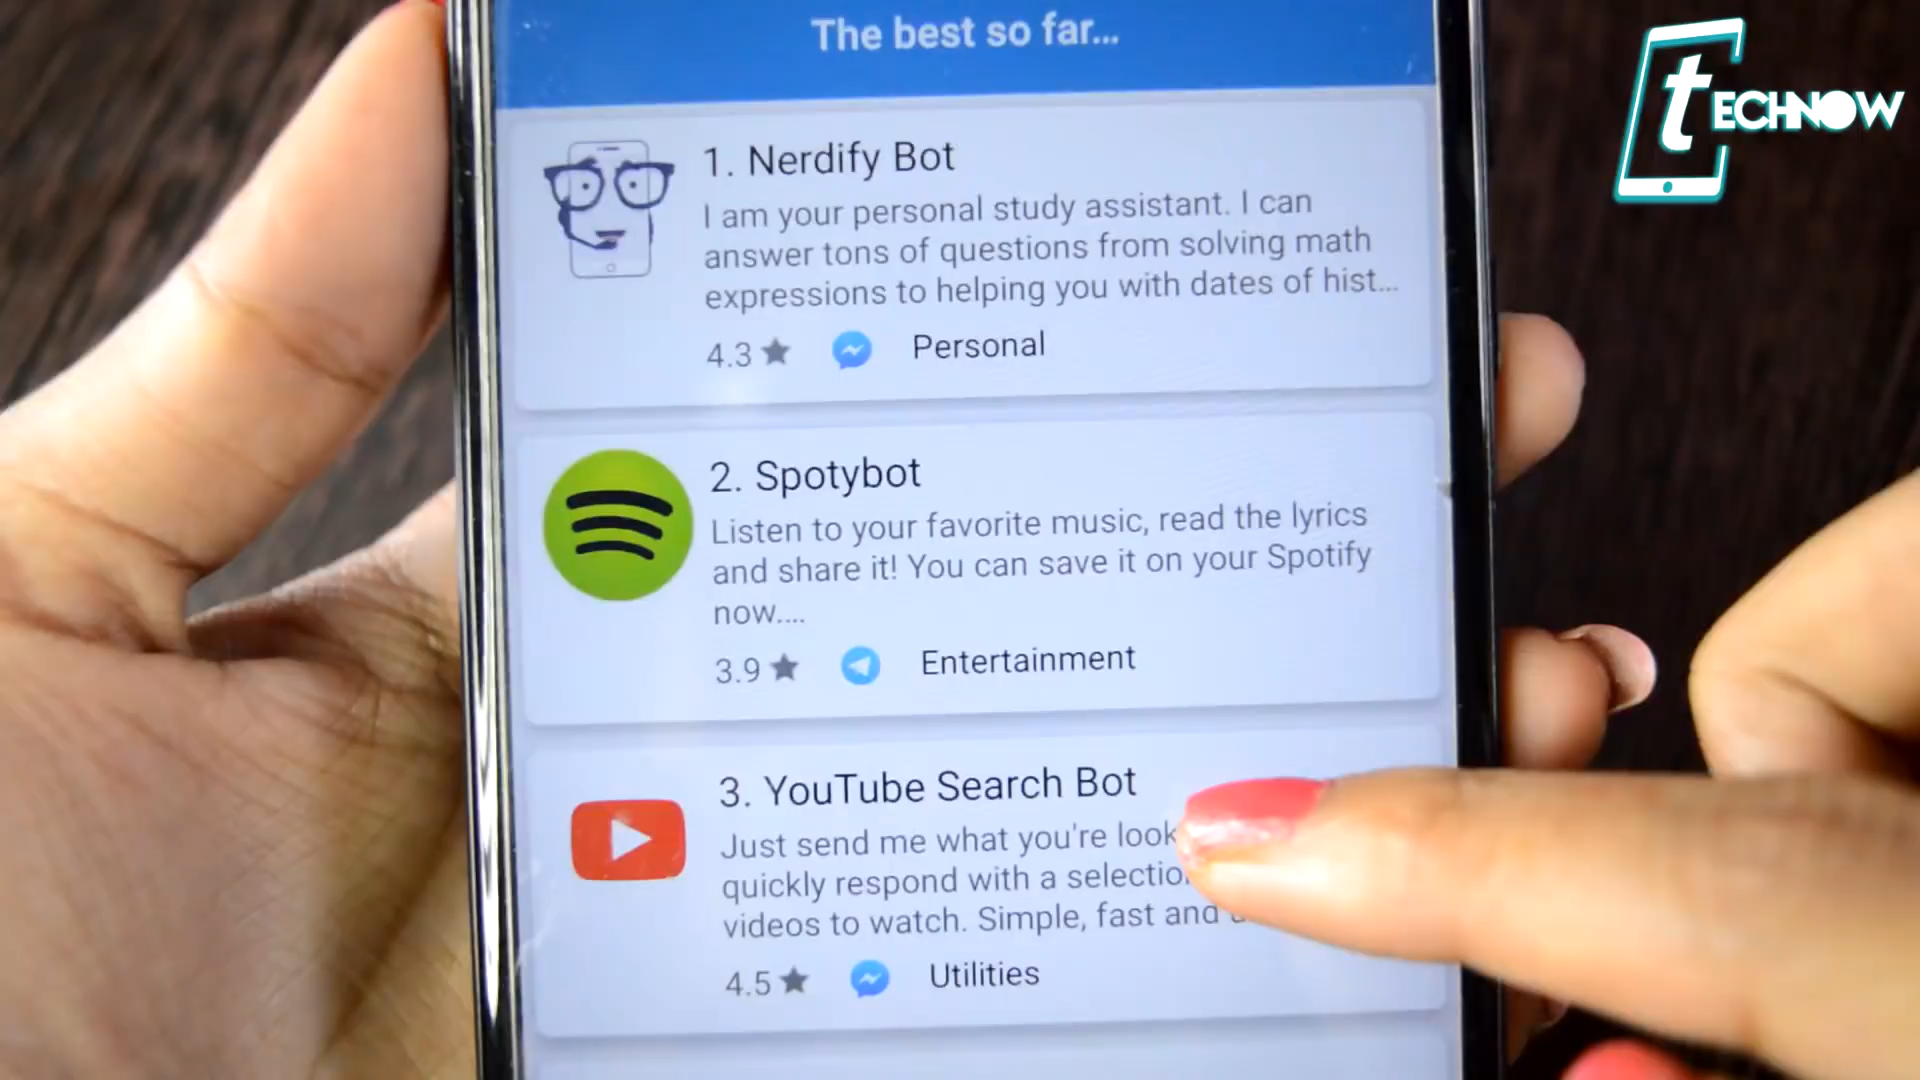 The best so far...
tECHNOW
1. Nerdify Bot
I am your personal study assistant. I can
answer tons of questions from solving math
expressions to helping you with dates of hist...
4.3 Personal
2. Spotybot
Listen to your favorite music, read the lyrics
and share it! You can save it on your Spotify
now....
3.9 Entertainment
3. YouTube Search Bot
Just send me what you're look
quickly respond with a selection
videos to watch. Simple, fast and
4.5 Utilities